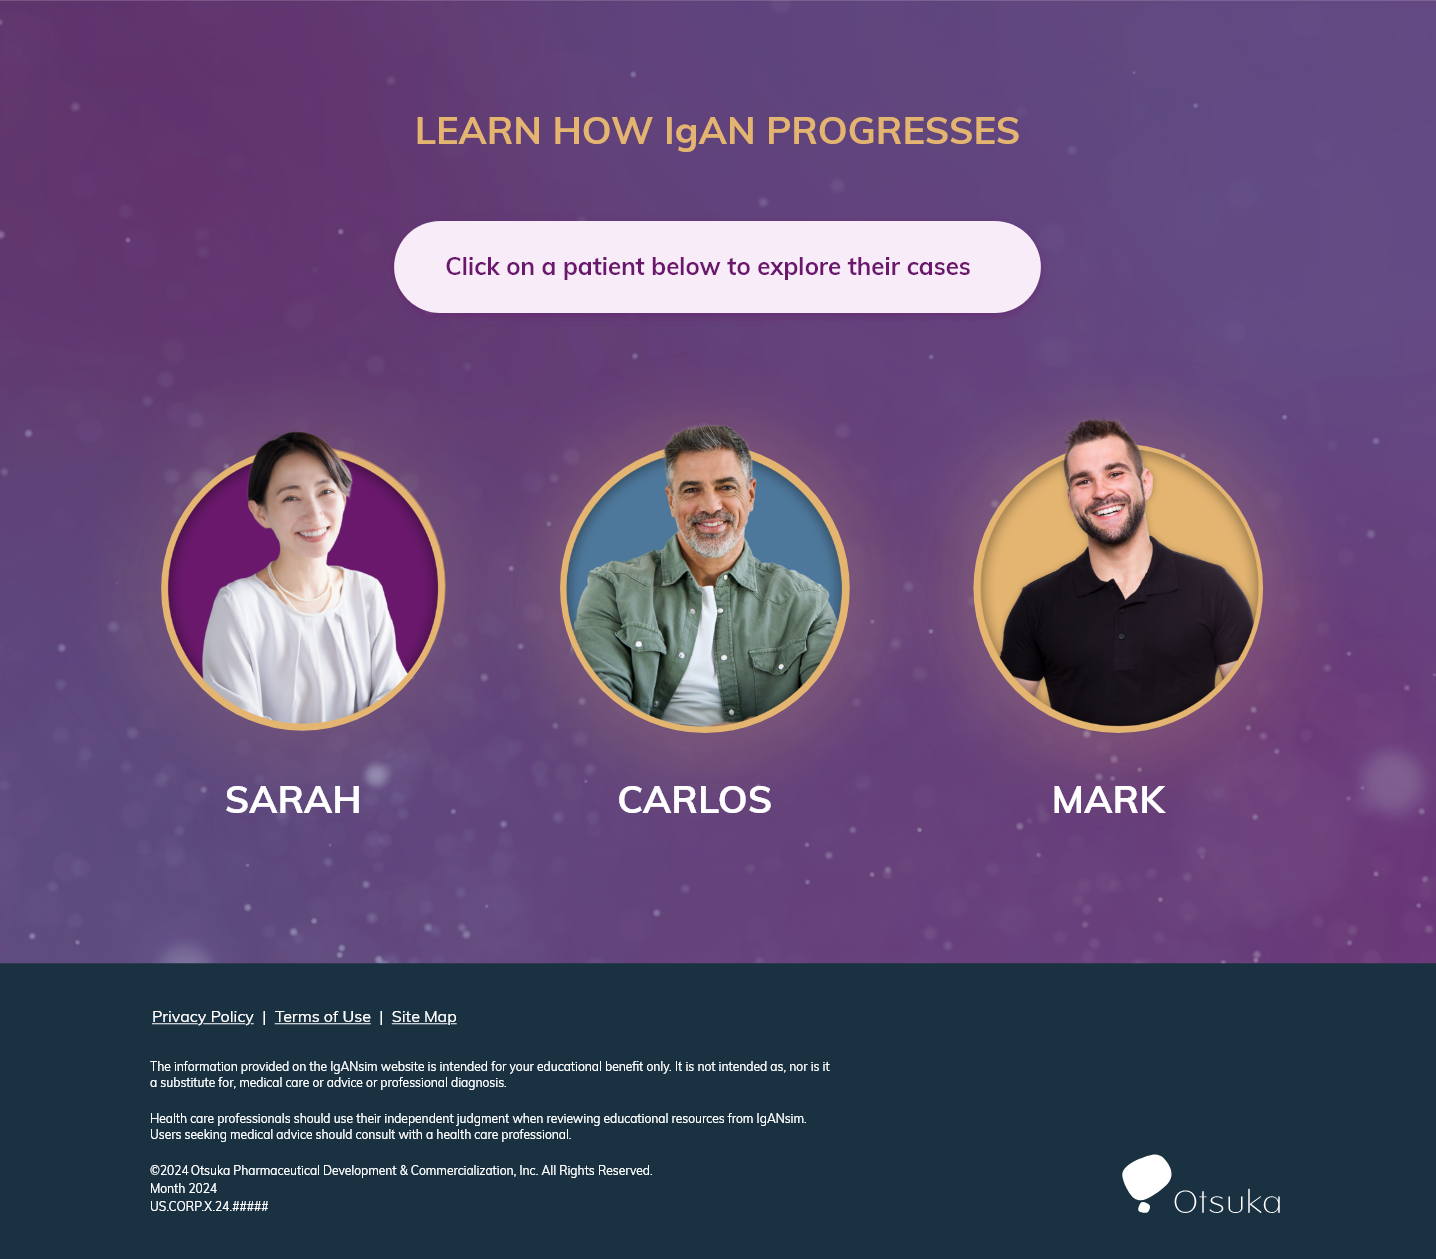 LEARN HOW IgAN PROGRESSES
Click on a patient below to explore their cases
SARAH
CARLOS
MARK
Privacy Policy | Terms of Use | Site Map
The information provided on the IgANsim website is intended for your educational benefit only. It is not intended as, nor is it
a substitute for, medical care or advice or professional diagnosis.
Health care professionals should use their independent judgment when reviewing educational resources from IgANsim.
Users seeking medical advice should consult with a health care professional.
©2024 Otsuka Pharmaceutical Development & Commercialization, Inc. All Rights Reserved.
Month 2024
US.CORP.X.24.#####
Otsuka